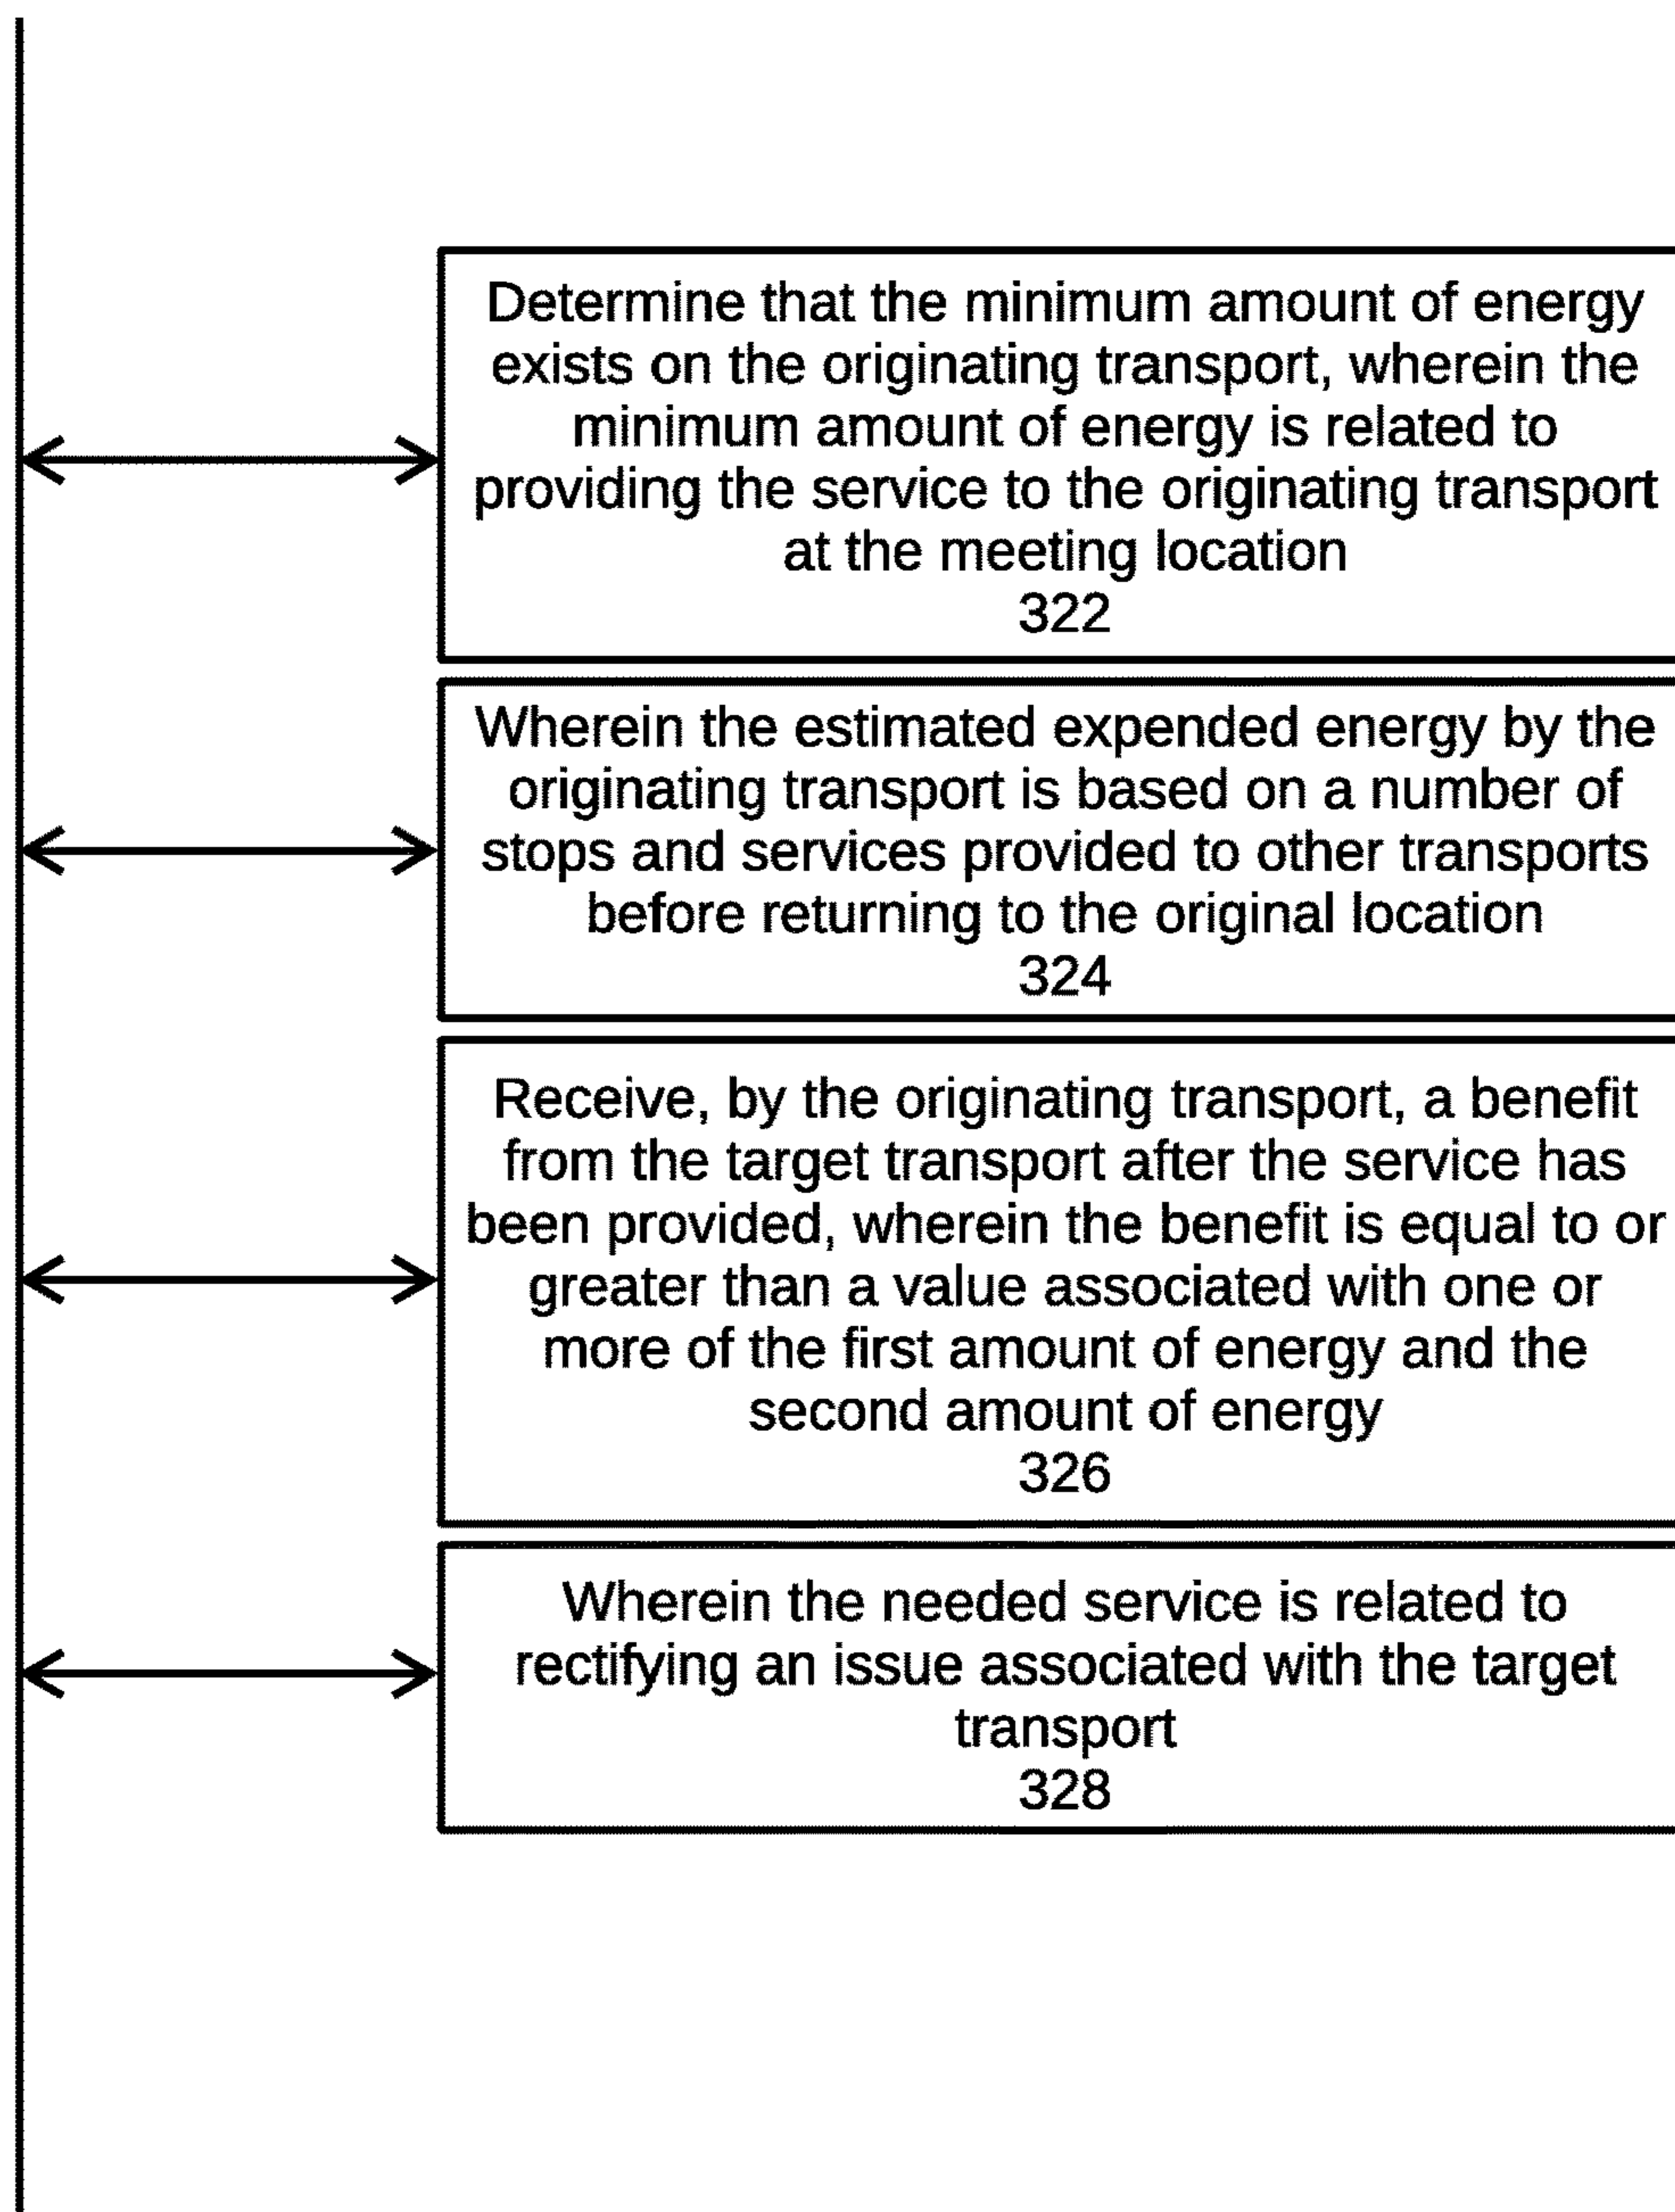 Determine that the minimum amount of energy
exists on the originating transport, wherein the
minimum amount of energy is related to
providing the service to the originating transport
at the meeting location
322
Wherein the estimated expended energy by the
originating transport is based on a number of
stops and services provided to other transports
before returning to the original location
324
Receive, by the originating transport, a benefit
from the target transport after the service has
been provided, wherein the benefit is equal to or
greater than a value associated with one or
more of the first amount of energy and the
second amount of energy
326
Wherein the needed service is related to
rectifying an issue associated with the target
transport
328